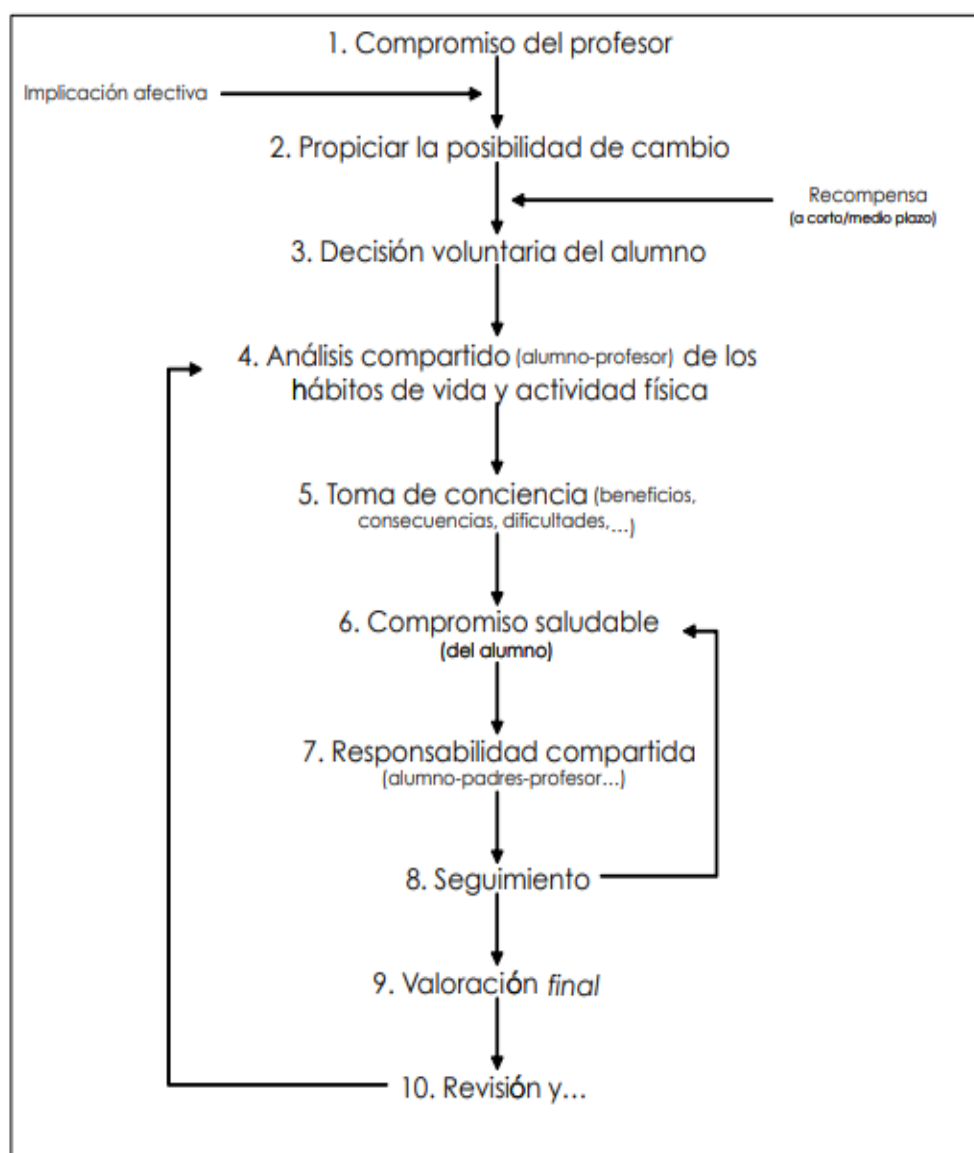 1. Compromiso del profesor
Implicación afectiva
2. Propiciar la posibilidad de cambio
Recompensa
(a corto/medio plazo)
3. Decisión voluntaria del alumno
4. Análisis compartido (alumno-profesor) de los
hábitos de vida y actividad física
5. Toma de conciencia (beneficios,
consecuencias, dificultades,...)
6. Compromiso saludable
(del alumno)
7. Responsabilidad compartida
(alumno-padres-profesor...)
8. Seguimiento
9. Valoración final
10. Revisión y...